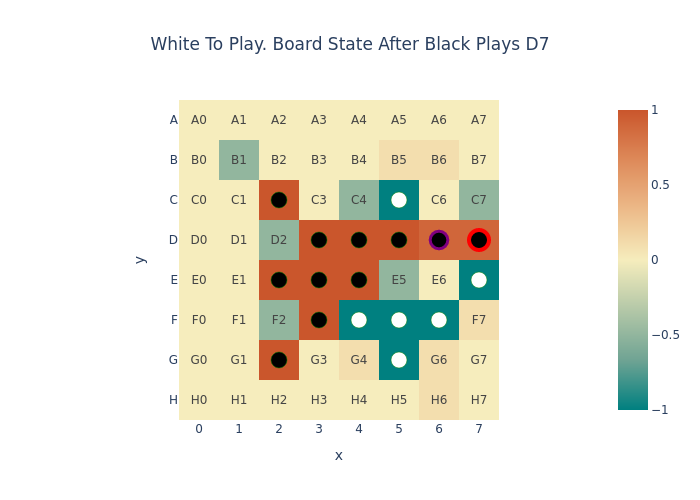 White To Play. Board State After Black Plays D7
A A0 A1 A2 A3 A4 A5 A6 A7
B B0 B1 B2 B3 B4 B5 B6 B7
C C0 C1 C3 C4 C6 C7
D D0 D1 D2
E E0 E1 E5 E6
F F0 F1 F2 F7
G G0 G1 G3 G4 G6 G7
H H0 H1 H2 H3 H4 H5 H6 H7
0 1 2 3 4 5 6 7
x
y
1
0.5
0
−0.5
−1